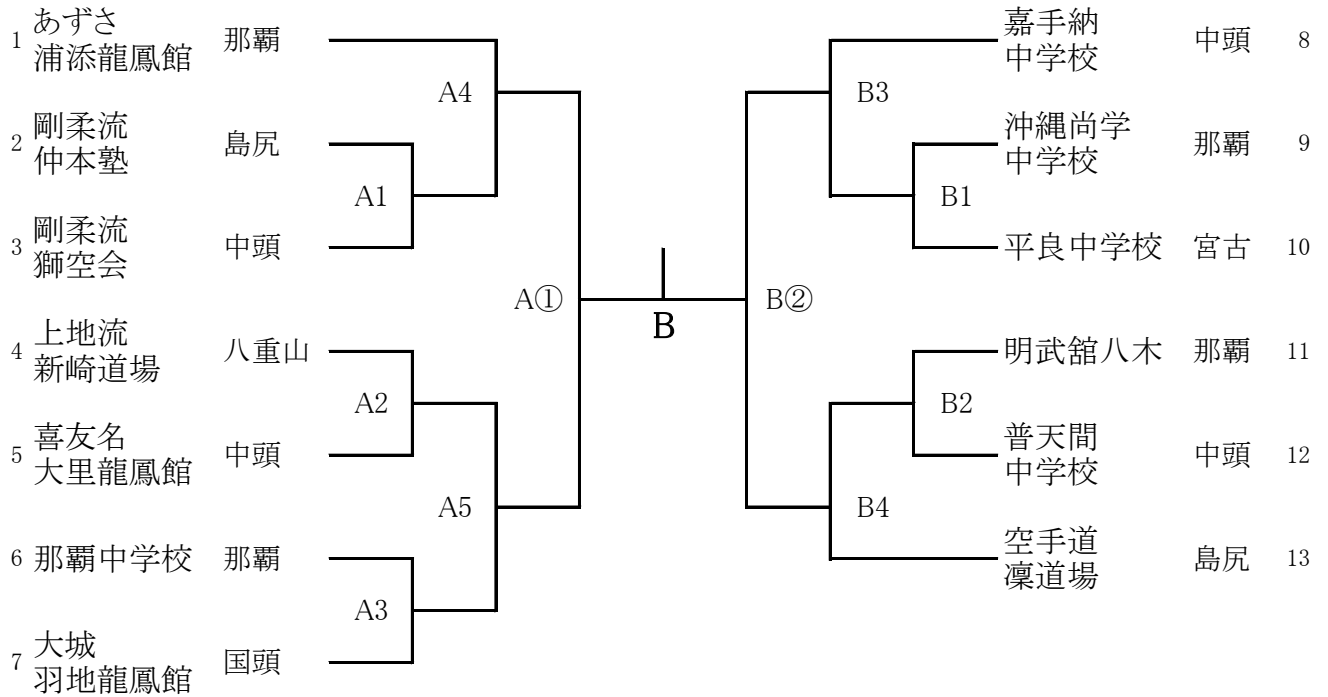 1 あずさ 那覇
浦添龍鳳館
A4
2 剛柔流 島尻
仲本塾
A1
3 剛柔流 中頭
獅空会
A①
4 上地流 八重山
新崎道場
A2
5 喜友名 中頭
大里龍鳳館
A5
6 那覇中学校 那覇
A3
7 大城 国頭
羽地龍鳳館
B
嘉手納 中頭 8
中学校
B3
沖縄尚学 那覇 9
中学校
B1
平良中学校 宮古 10
B②
明武舘八木 那覇 11
B2
普天間 中頭 12
中学校
B4
空手道 島尻 13
凜道場